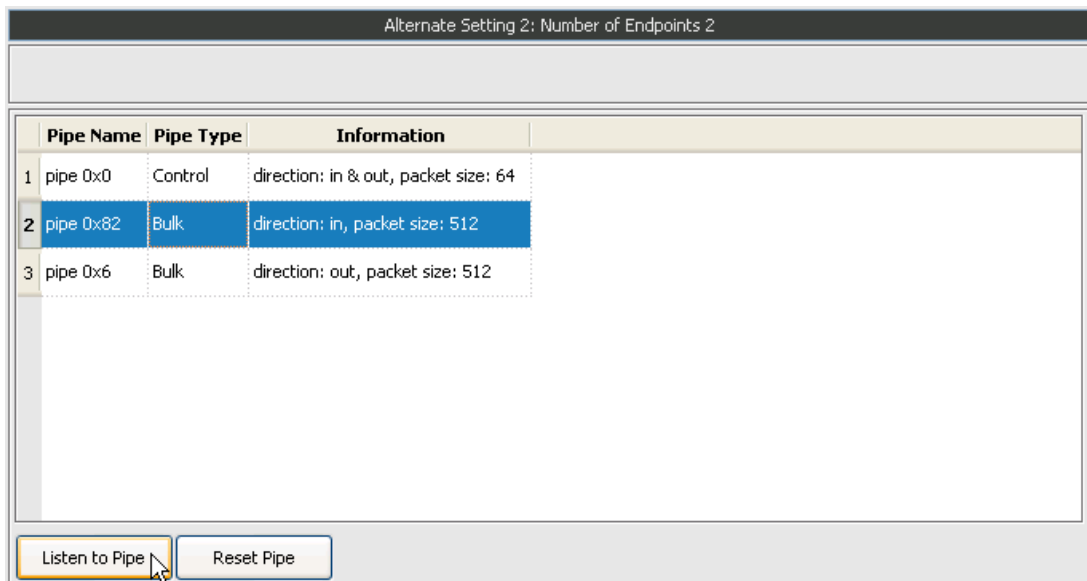 Alternate Setting 2: Number of Endpoints 2
Pipe Name Pipe Type Information
1 pipe 0x0 Control direction: in & out, packet size: 64
2 pipe 0x82 Bulk direction: in, packet size: 512
3 pipe 0x6 Bulk direction: out, packet size: 512
Listen to Pipe Reset Pipe